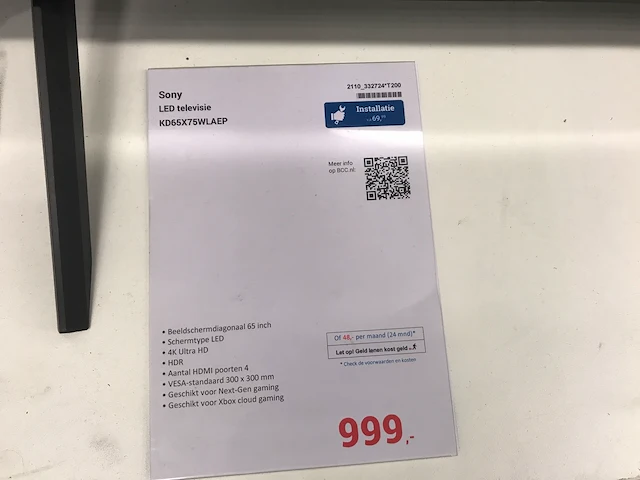 Sony
LED televisie
KD65X75WLAEP
2110_332724*T200
Installatie
69,
Meer info
op BCC.nl:
• Beeldschermdiagonaal 65 inch
• Schermtype LED
• 4K Ultra HD
• HDR
• Aantal HDMI poorten 4
• VESA-standaard 300 x 300 mm
• Geschikt voor Next-Gen gaming
• Geschikt voor Xbox cloud gaming
Of 48,- per maand (24 mnd)*
Let op! Geld lenen kost geld
* Check de voorwaarden en kosten
999,-